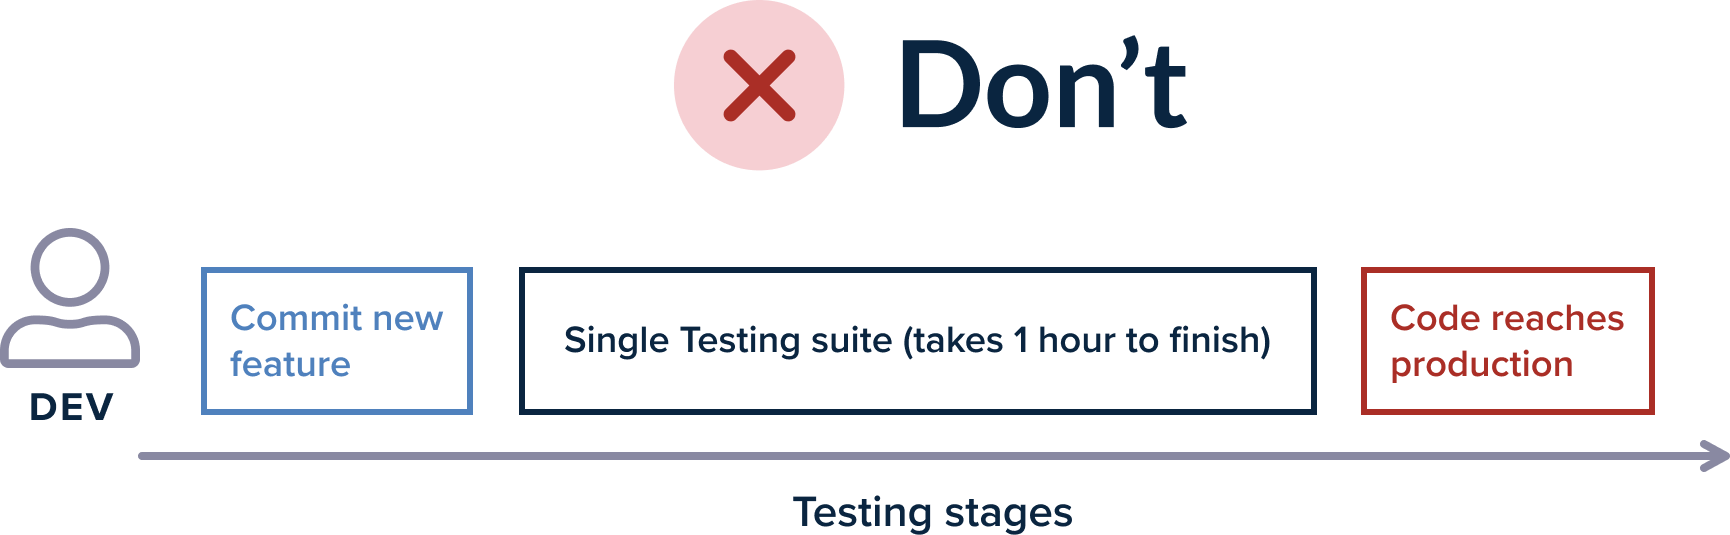 Don’t
DEV
Commit new
feature
Single Testing suite (takes 1 hour to finish)
Code reaches
production
Testing stages